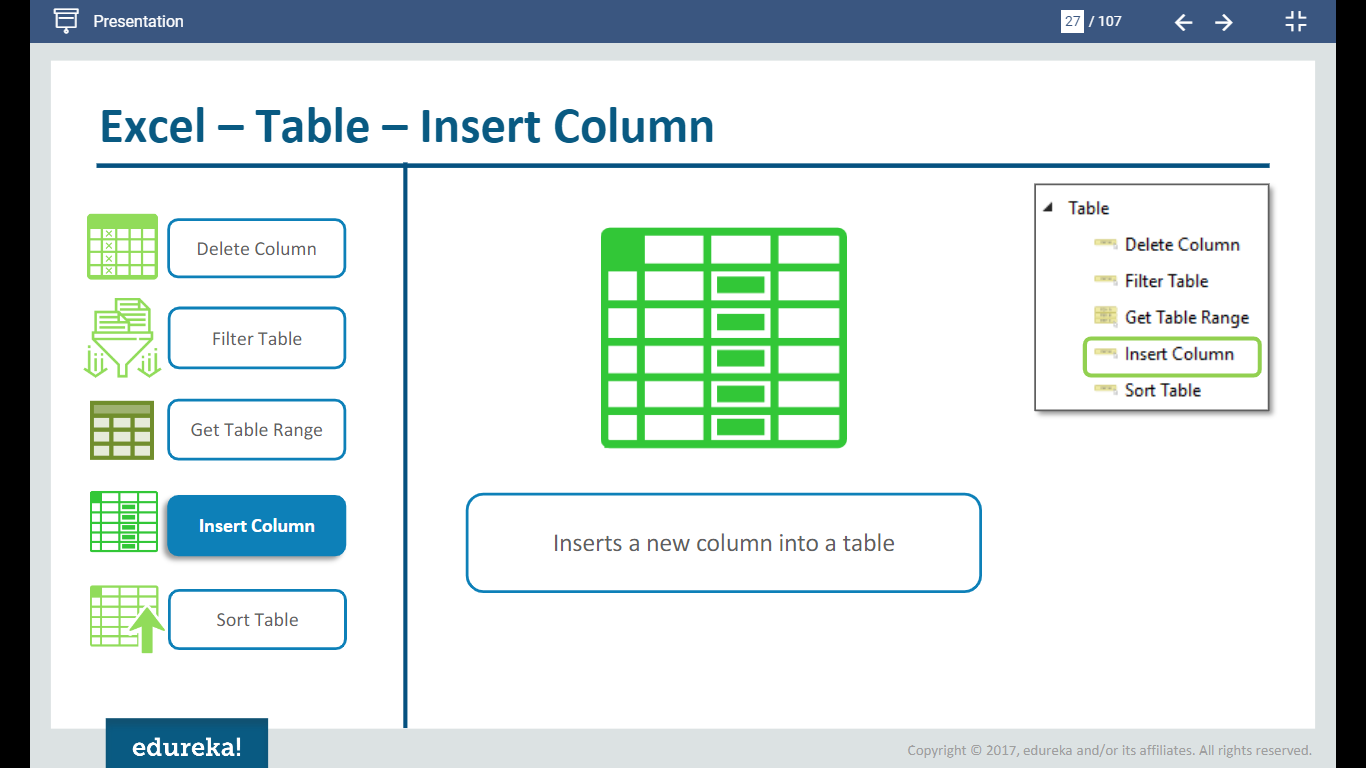 Presentation
27 / 107
Excel – Table – Insert Column
Delete Column
Filter Table
Get Table Range
Insert Column
Sort Table
Inserts a new column into a table
Table
Delete Column
Filter Table
Get Table Range
Insert Column
Sort Table
edureka!
Copyright © 2017, edureka and/or its affiliates. All rights reserved.